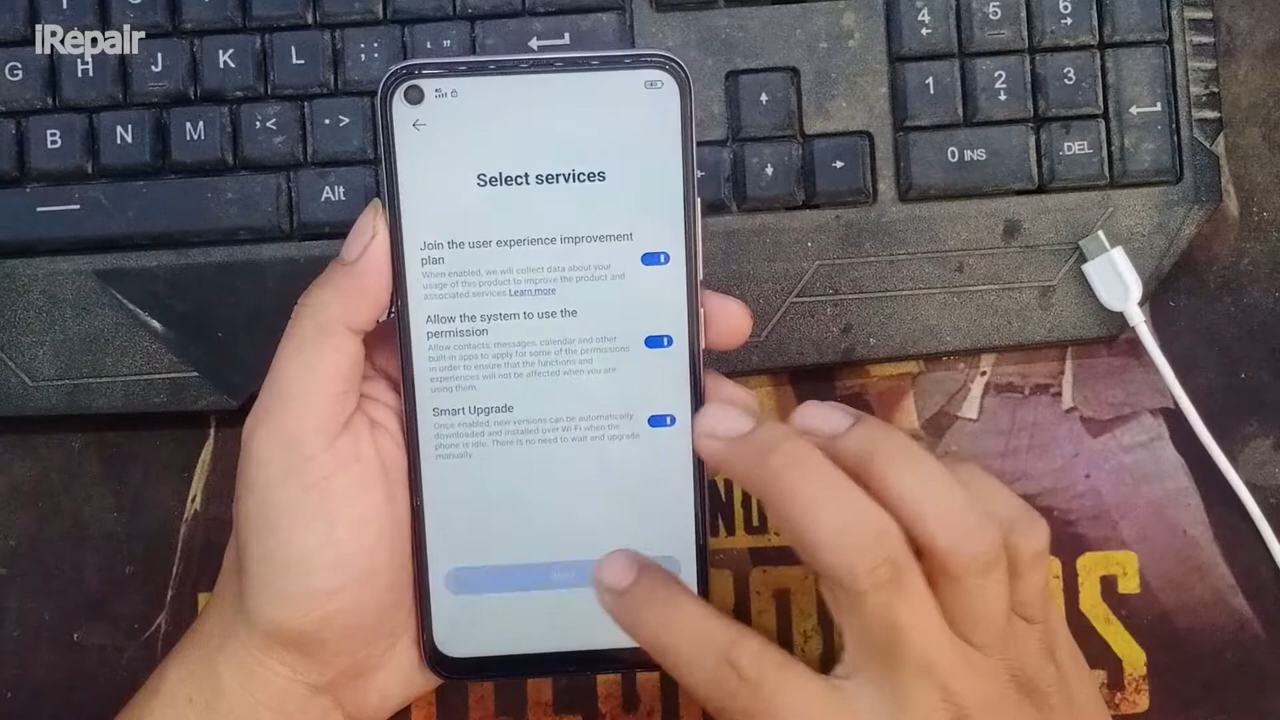 iRepair
4
5
6
G
H
J
K
L
: ;
" ,
1
2
3
B
N
M
; <
. >
0 INS
.DEL
Alt
4G
Select services
Join the user experience improvement
plan
When enabled, we will collect data about your
usage of this product to improve the product and
associated services Learn more
Allow the system to use the
permission
Allow contacts, messages, calendar and other
built-in apps to apply for some of the permissions
in order to ensure that the functions and
experiences will not be affected when you are
using them.
Smart Upgrade
Once enabled, new versions can be automatically
downloaded and installed over Wi-Fi when the
phone is idle. There is no need to wait and upgrade
manually.
Next